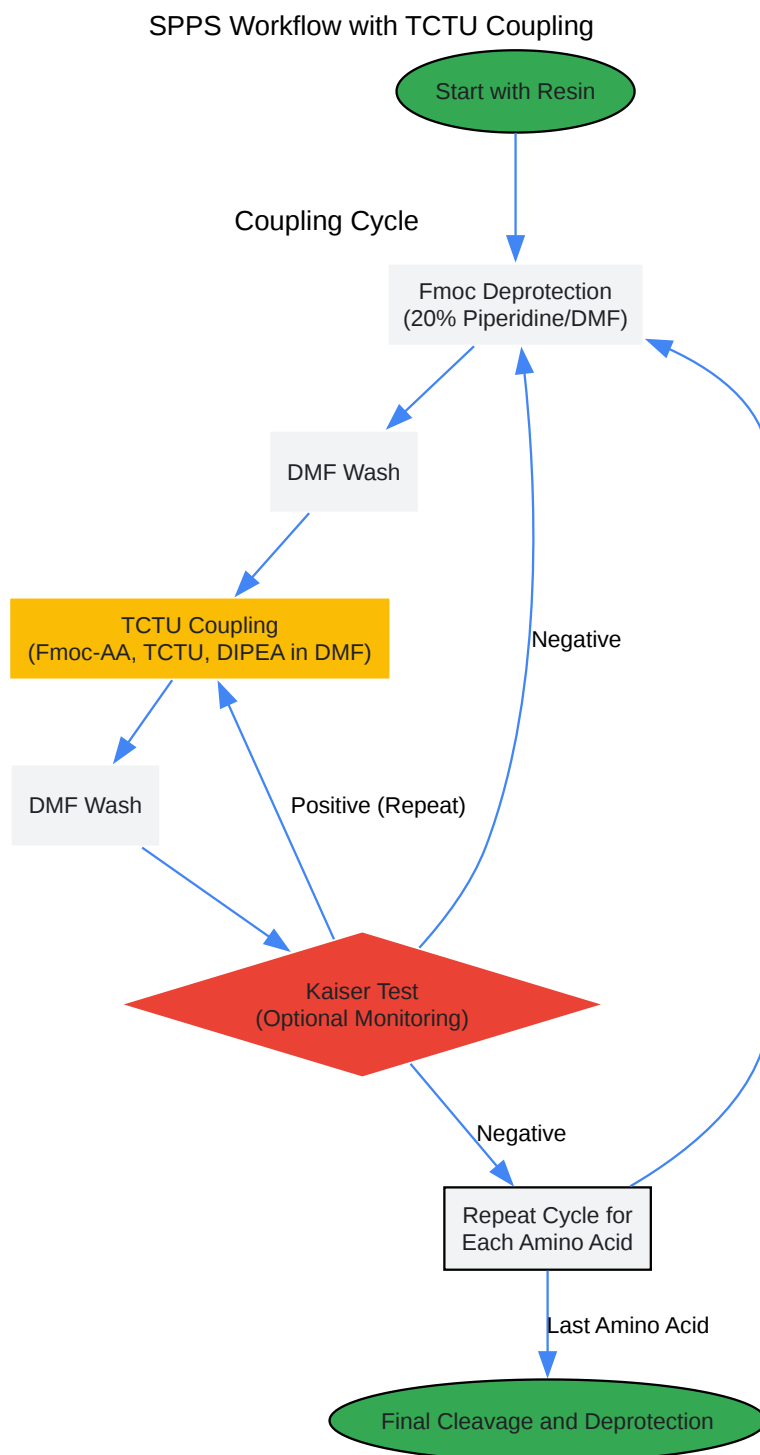 SPPS Workflow with TCTU Coupling
Start with Resin
Coupling Cycle
Fmoc Deprotection
(20% Piperidine/DMF)
DMF Wash
TCTU Coupling
(Fmoc-AA, TCTU, DIPEA in DMF)
Negative
DMF Wash
Positive (Repeat)
Kaiser Test
(Optional Monitoring)
Negative
Repeat Cycle for
Each Amino Acid
Last Amino Acid
Final Cleavage and Deprotection